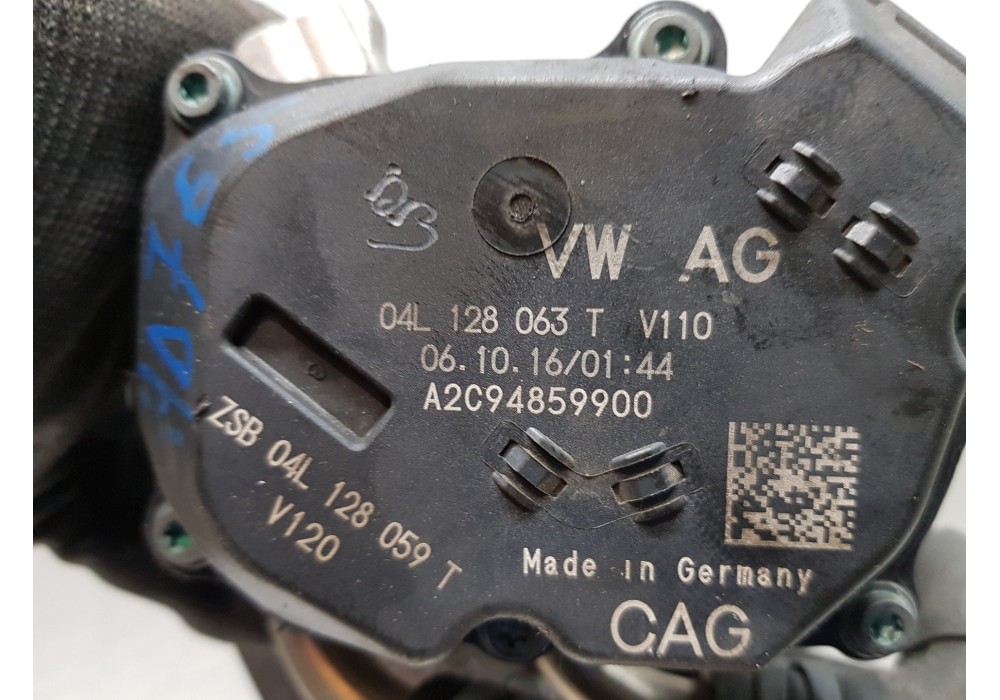 VW AG
04L 128 063 T V110
06.10.16/01:44
A2C94859900
ZSB 04L 128 059 T
V120
Made in Germany
CAG